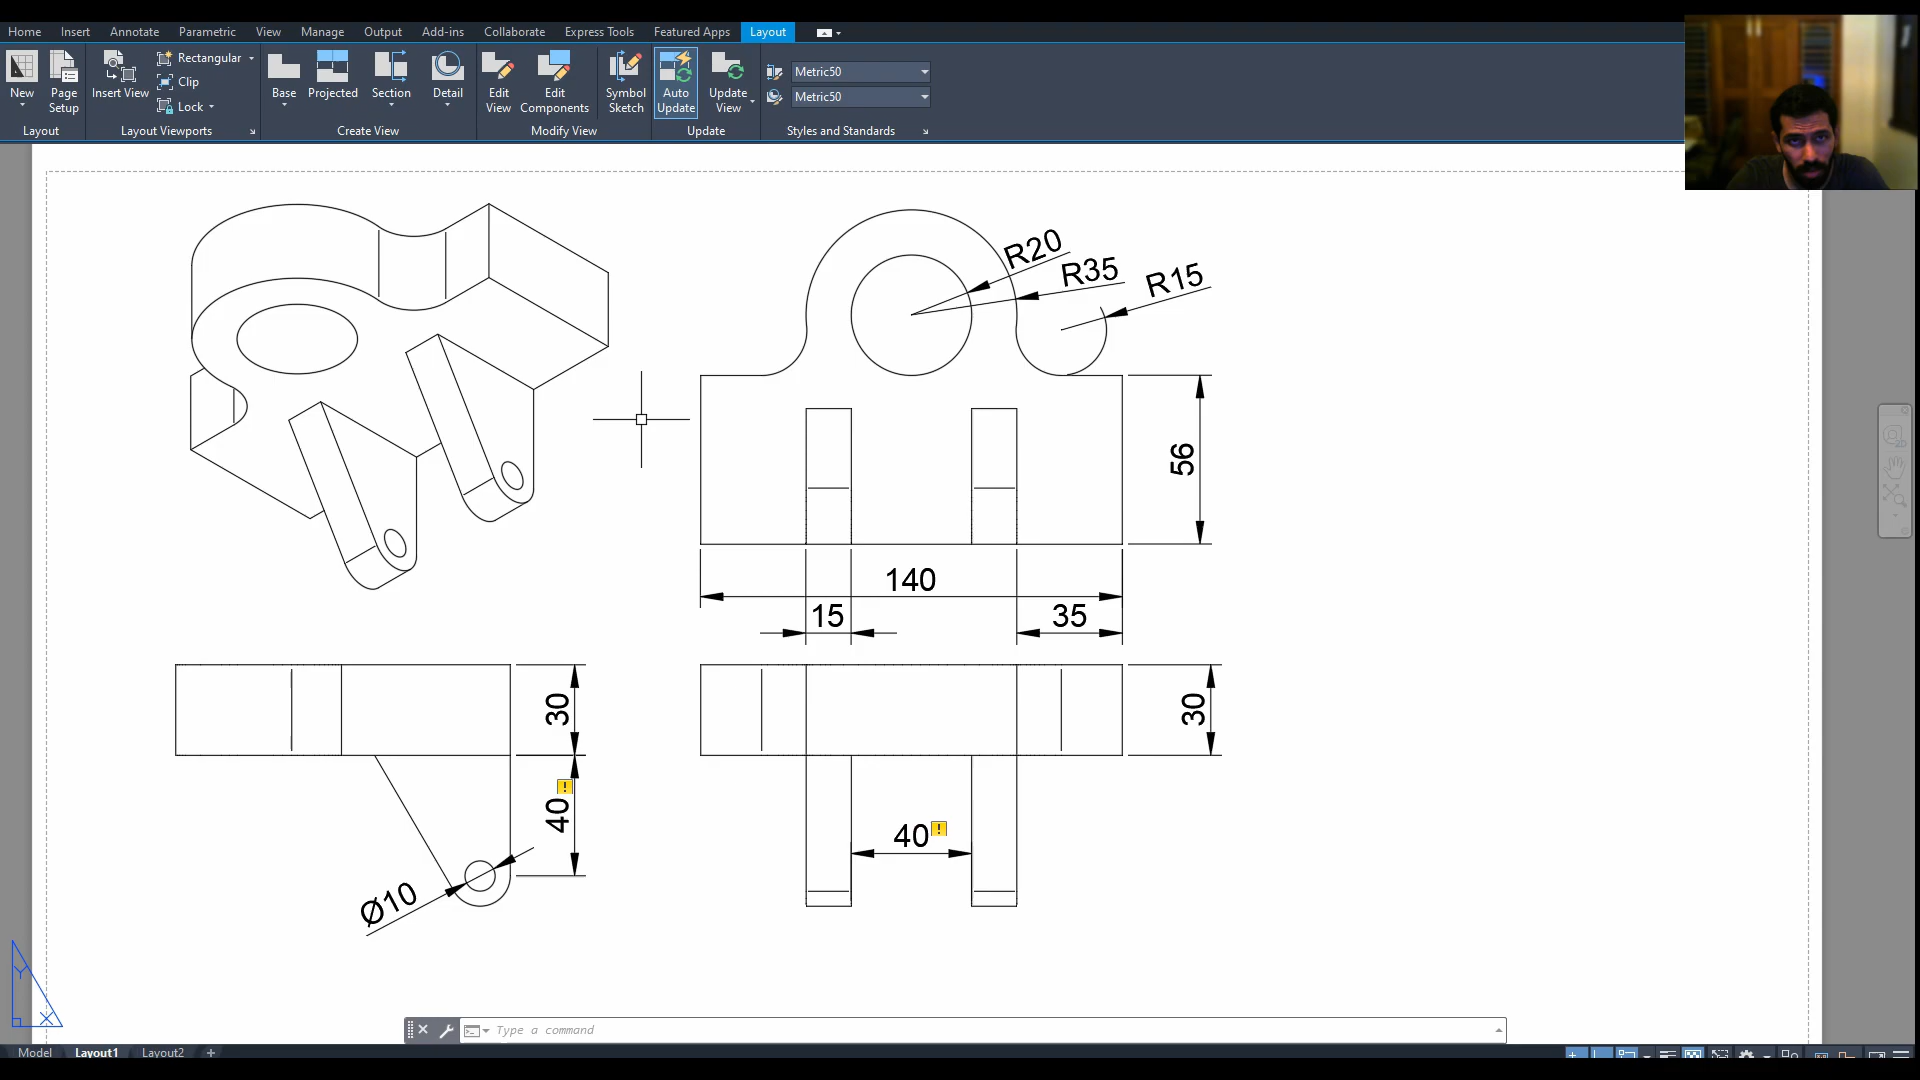 Home Insert Annotate Parametric View Manage Output Add-ins Collaborate Express Tools Featured Apps Layout
New
Page Setup
Insert View
Rectangular
Clip
Lock
Base
Projected
Section
Detail
Edit View
Edit Components
Symbol Sketch
Auto Update
Update View
Metric50
Metric50
Layout
Layout Viewports
Create View
Modify View
Update
Styles and Standards
R20
R35
R15
56
140
15
35
30
30
40
!
40
!
Ø10
Y
X
Type a command
Model
Layout1
Layout2
+